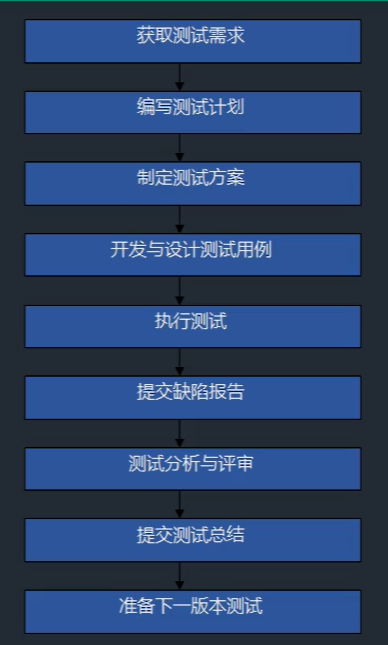 获取测试需求
编写测试计划
制定测试方案
开发与设计测试用例
执行测试
提交缺陷报告
测试分析与评审
提交测试总结
准备下一版本测试